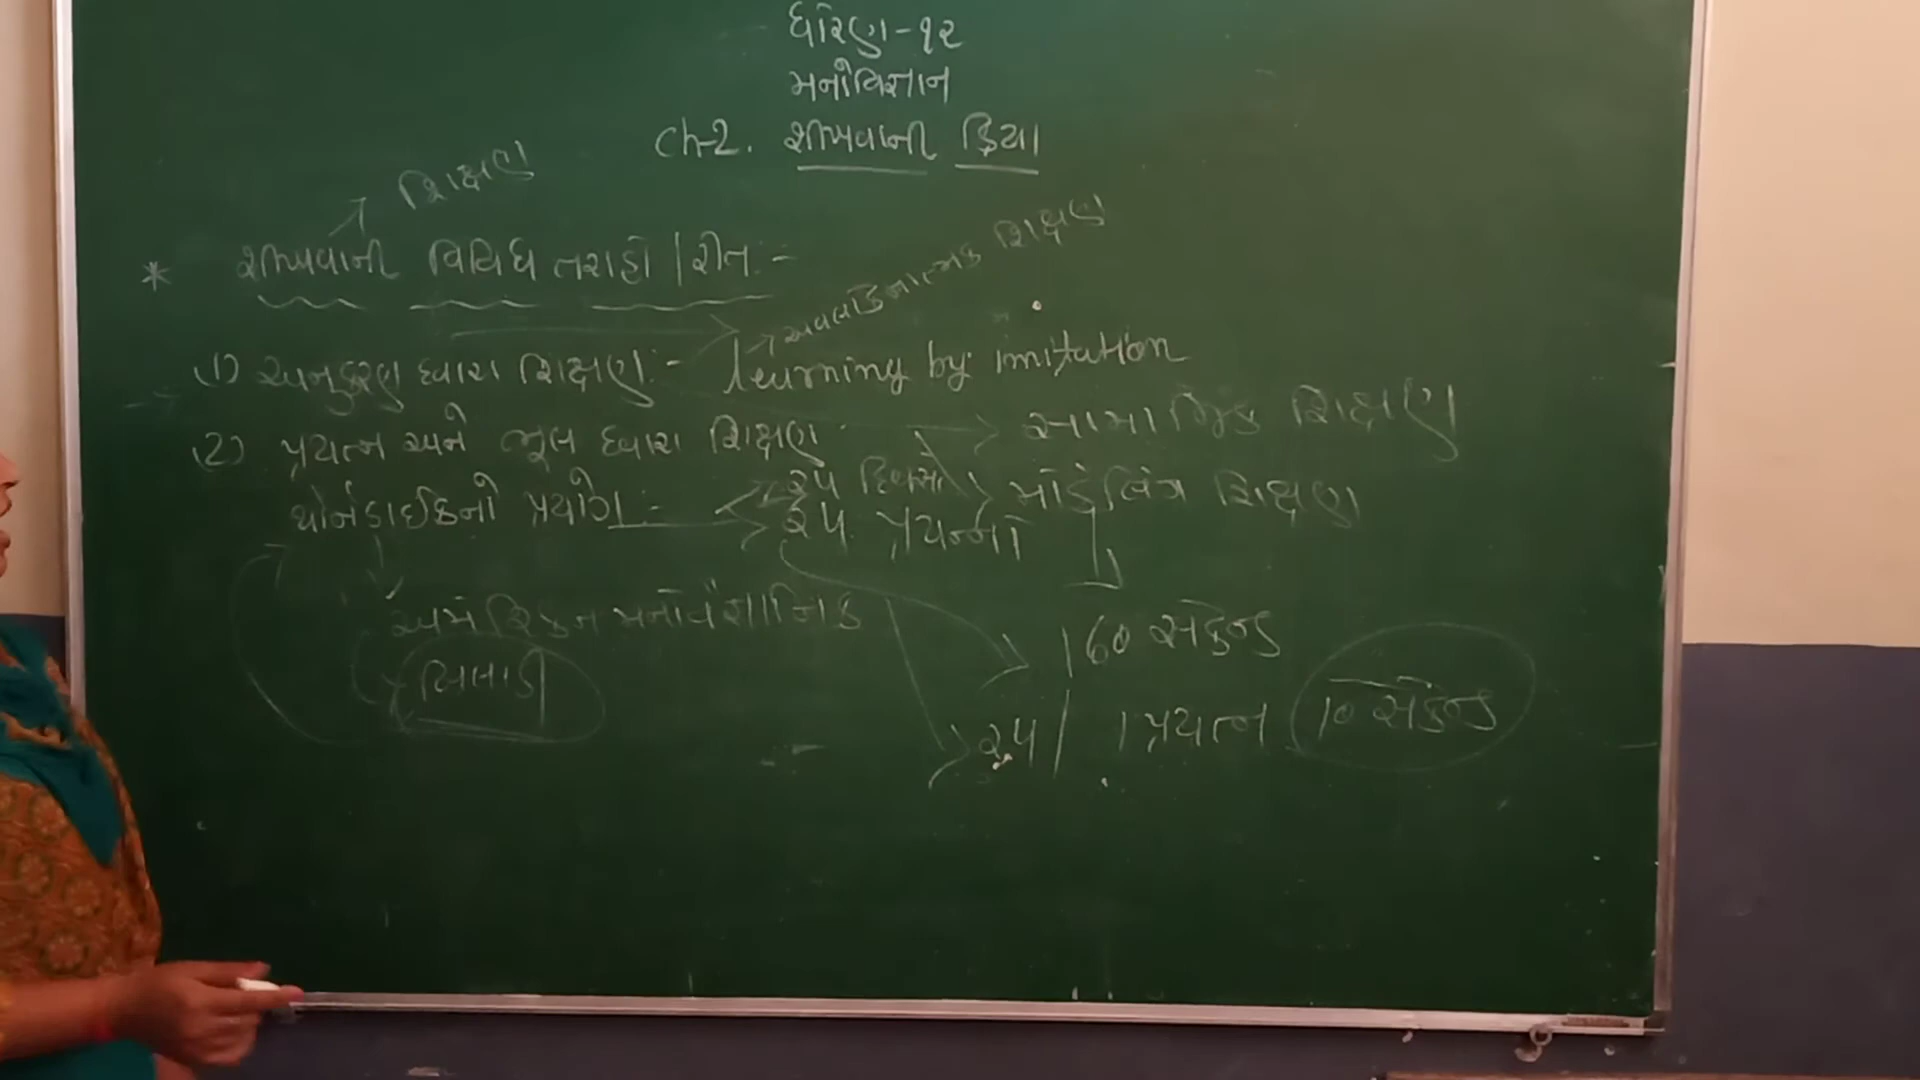 ધોરણ-૧૨
મનોવિજ્ઞાન
Ch-2. શીખવાની ક્રિયા
શિક્ષણ
* શીખવાની વિવિધ તરાહો / રીત :-
અવલોકનાત્મક શિક્ષણ
(1) અનુકરણ ધ્વારા શિક્ષણ :- learning by imitation
સામાજિક શિક્ષણ
(2) પ્રયત્ન અને ભૂલ ધ્વારા શિક્ષણ
૨૫ દિવસો મોડેલિંગ શિક્ષણ
થોર્નડાઈકનો પ્રયોગ :- ૨૫ પ્રયત્નો
અમેરિકન મનોવૈજ્ઞાનિક
160 સેકન્ડ
બિલાડી
૨૫ / 1 પ્રયત્ન 10 સેકન્ડ